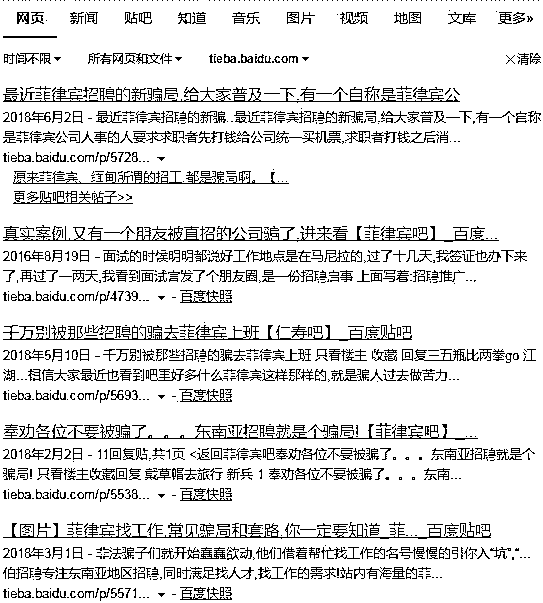 网页 新闻 贴吧 知道 音乐 图片 视频 地图 文库 更多»
时间不限 所有网页和文件 tieba.baidu.com 清除
最近菲律宾招聘的新骗局,给大家普及一下,有一个自称是菲律宾公
2018年6月2日 - 最近菲律宾招聘的新骗..最近菲律宾招聘的新骗局,给大家普及一下,有一个自称
是菲律宾公司人事的人要求求职者先打钱给公司统一买机票,求职者打钱之后消...
tieba.baidu.com/p/5728...
原来菲律宾、缅甸所谓的招工,都是骗局啊。【...
更多贴吧相关帖子>>
真实案例,又有一个朋友被直招的公司骗了,进来看【菲律宾吧】_百度...
2016年8月19日 - 面试的时候明明都说好工作地点是在马尼拉的,过了十几天,我签证也办下来
了,再过了一两天,我看到面试官发了个朋友圈,是一份招聘启事 上面写着:招聘推广...
tieba.baidu.com/p/4739... - 百度快照
千万别被那些招聘的骗去菲律宾上班【仁寿吧】_百度贴吧
2018年5月10日 - 千万别被那些招聘的骗去菲律宾上班 只看楼主 收藏 回复三五瓶比两拳go 江
湖...相信大家最近也看到吧里好多什么菲律宾这样那样的,就是骗人过去做苦力...
tieba.baidu.com/p/5693... - 百度快照
奉劝各位不要被骗了。。。东南亚招聘就是个骗局!【菲律宾吧】_...
2018年2月2日 - 11回复贴,共1页 <返回菲律宾吧奉劝各位不要被骗了。。。东南亚招聘就是个
骗局! 只看楼主收藏回复 戴草帽去旅行 新兵 1 奉劝各位不要被骗了。。。东南...
tieba.baidu.com/p/5538... - 百度快照
【图片】菲律宾找工作,常见骗局和套路,你一定要知道_菲..._百度贴吧
2018年3月1日 - 非法骗子们就开始蠢蠢欲动,他们借着帮忙找工作的名号慢慢的引你入“坑”,“...
伯招聘专注东南亚地区招聘,同时满足找人才,找工作的需求!站内有海量的菲...
tieba.baidu.com/p/5571... - 百度快照